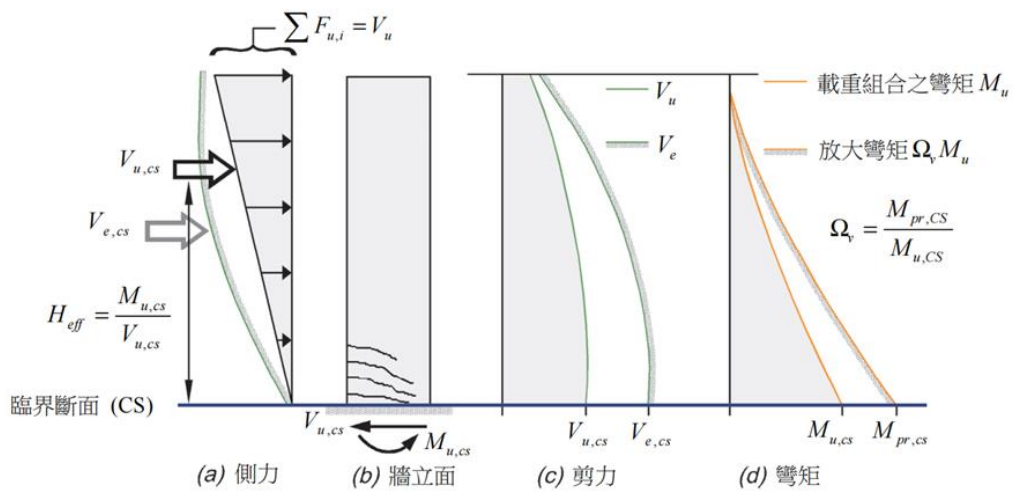 ∑ F_{u,i} = V_u
V_{u,cs}
V_{e,cs}
H_{eff} = M_{u,cs} / V_{u,cs}
臨界斷面 (CS)
V_{u,cs}
M_{u,cs}
V_u
V_e
V_{u,cs}
V_{e,cs}
載重組合之彎矩 M_u
放大彎矩 Ω_v M_u
Ω_v = M_{pr,CS} / M_{u,CS}
M_{u,cs}
M_{pr,cs}
(a) 側力
(b) 牆立面
(c) 剪力
(d) 彎矩